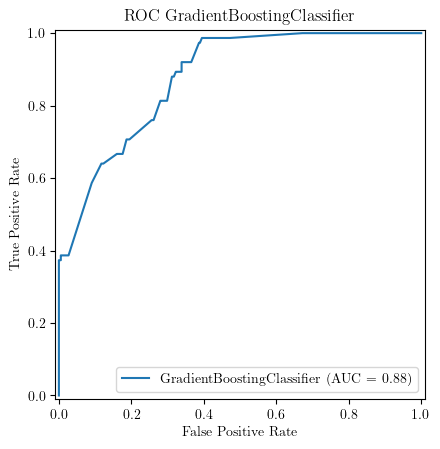 ROC GradientBoostingClassifier
1.0
0.8
0.6
0.4
0.2
0.0
True Positive Rate
GradientBoostingClassifier (AUC = 0.88)
0.0 0.2 0.4 0.6 0.8 1.0
False Positive Rate